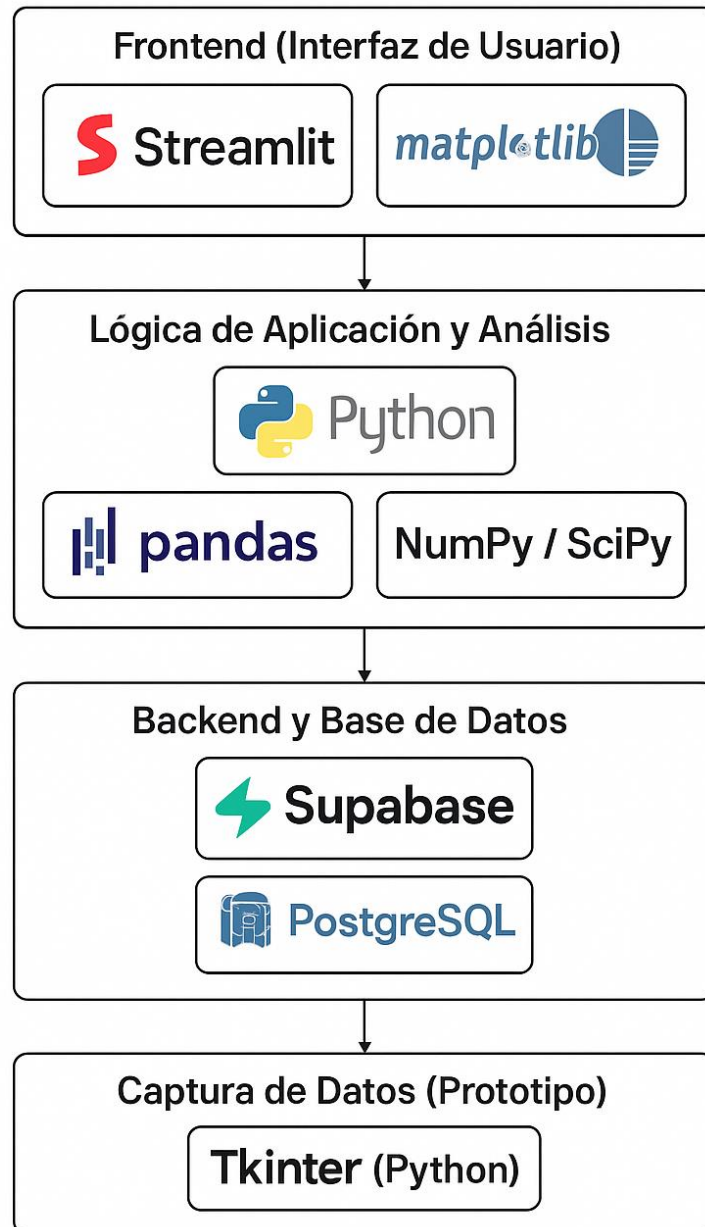 Frontend (Interfaz de Usuario)
Streamlit
matplotlib
Lógica de Aplicación y Análisis
Python
pandas
NumPy / SciPy
Backend y Base de Datos
Supabase
PostgreSQL
Captura de Datos (Prototipo)
Tkinter (Python)